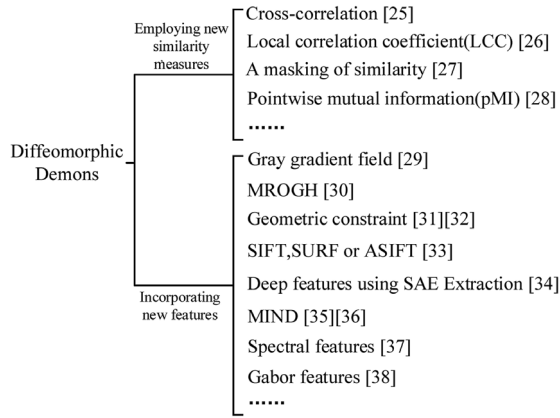 Diffeomorphic
Demons
Employing new
similarity
measures
Cross-correlation [25]
Local correlation coefficient(LCC) [26]
A masking of similarity [27]
Pointwise mutual information(pMI) [28]
……
Incorporating
new features
Gray gradient field [29]
MROGH [30]
Geometric constraint [31][32]
SIFT,SURF or ASIFT [33]
Deep features using SAE Extraction [34]
MIND [35][36]
Spectral features [37]
Gabor features [38]
……